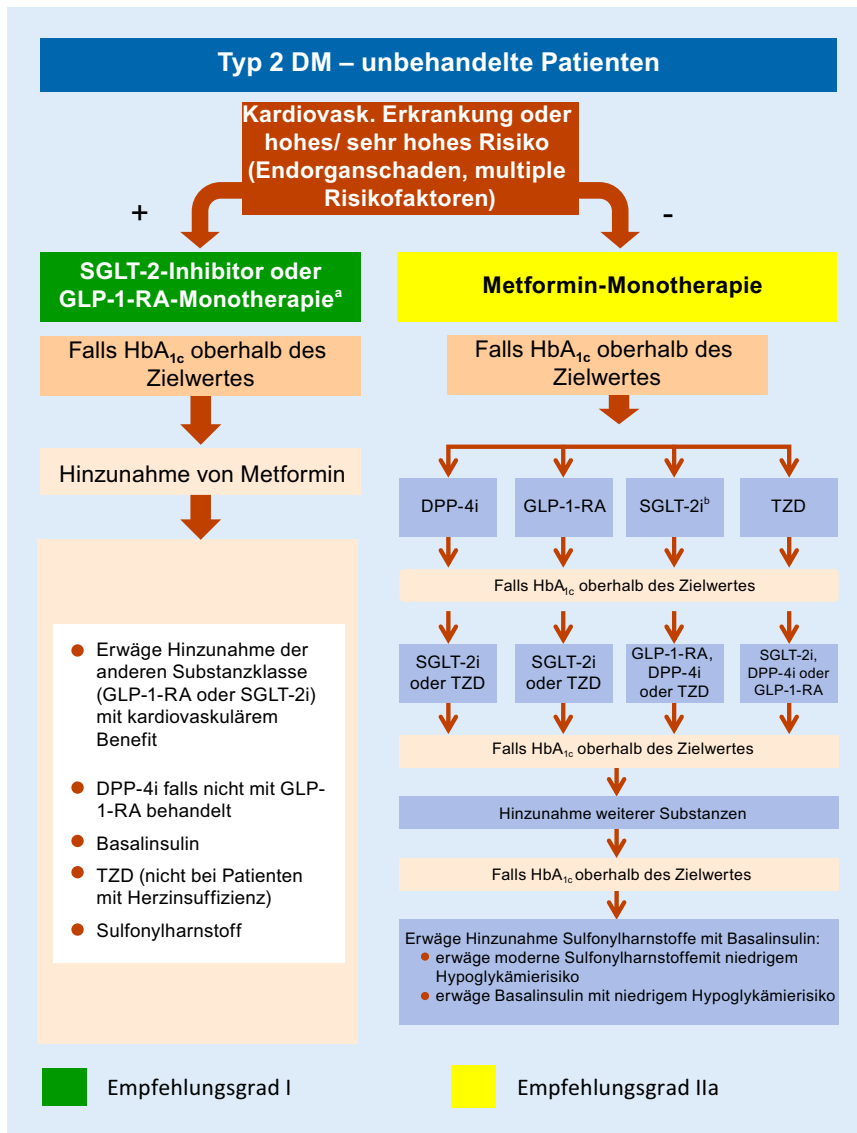 Typ 2 DM – unbehandelte Patienten
Kardiovask. Erkrankung oder
hohes/ sehr hohes Risiko
(Endorganschaden, multiple
Risikofaktoren)
+
-
SGLT-2-Inhibitor oder
GLP-1-RA-Monotherapieᵃ
Falls HbA1c oberhalb des
Zielwertes
Hinzunahme von Metformin
Erwäge Hinzunahme der
anderen Substanzklasse
(GLP-1-RA oder SGLT-2i)
mit kardiovaskulärem
Benefit
DPP-4i falls nicht mit GLP-
1-RA behandelt
Basalinsulin
TZD (nicht bei Patienten
mit Herzinsuffizienz)
Sulfonylharnstoff
Metformin-Monotherapie
Falls HbA1c oberhalb des
Zielwertes
DPP-4i
GLP-1-RA
SGLT-2iᵇ
TZD
Falls HbA1c oberhalb des Zielwertes
SGLT-2i
oder TZD
SGLT-2i
oder TZD
GLP-1-RA,
DPP-4i
oder TZD
SGLT-2i,
DPP-4i oder
GLP-1-RA
Falls HbA1c oberhalb des Zielwertes
Hinzunahme weiterer Substanzen
Falls HbA1c oberhalb des Zielwertes
Erwäge Hinzunahme Sulfonylharnstoffe mit Basalinsulin:
erwäge moderne Sulfonylharnstoffemit niedrigem
Hypoglykämierisiko
erwäge Basalinsulin mit niedrigem Hypoglykämierisiko
Empfehlungsgrad I
Empfehlungsgrad IIa